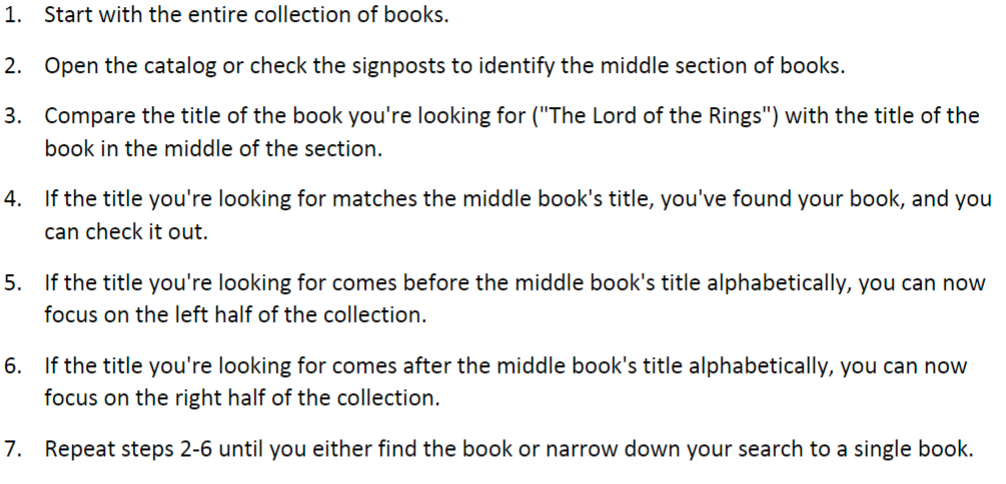 1. Start with the entire collection of books.
2. Open the catalog or check the signposts to identify the middle section of books.
3. Compare the title of the book you're looking for ("The Lord of the Rings") with the title of the
book in the middle of the section.
4. If the title you're looking for matches the middle book's title, you've found your book, and you
can check it out.
5. If the title you're looking for comes before the middle book's title alphabetically, you can now
focus on the left half of the collection.
6. If the title you're looking for comes after the middle book's title alphabetically, you can now
focus on the right half of the collection.
7. Repeat steps 2-6 until you either find the book or narrow down your search to a single book.